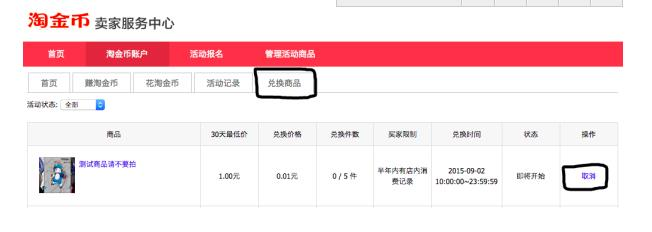 淘金币 卖家服务中心
首页 淘金币账户 活动报名 管理活动商品
首页 赚淘金币 花淘金币 活动记录 兑换商品
活动状态: 全部
商品 30天最低价 兑换价格 兑换件数 买家限制 兑换时间 状态 操作
测试商品请不要拍 1.00元 0.01元 0 / 5 件 半年内有店内消费记录 2015-09-02 10:00:00~23:59:59 即将开始 取消